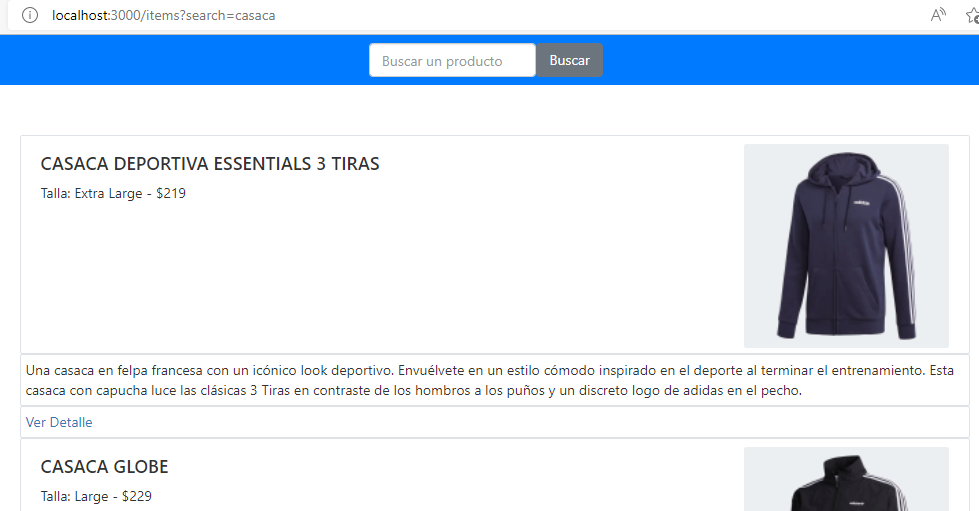 localhost:3000/items?search=casaca
Buscar un producto
Buscar
CASACA DEPORTIVA ESSENTIALS 3 TIRAS
Talla: Extra Large - $219
adidas
Una casaca en felpa francesa con un icónico look deportivo. Envuélvete en un estilo cómodo inspirado en el deporte al terminar el entrenamiento. Esta
casaca con capucha luce las clásicas 3 Tiras en contraste de los hombros a los puños y un discreto logo de adidas en el pecho.
Ver Detalle
CASACA GLOBE
Talla: Large - $229
adidas